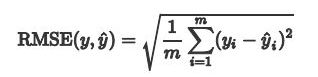 RMSE(y, ŷ) = √(1/m ∑_{i=1}^{m} (y_i − ŷ_i)²)